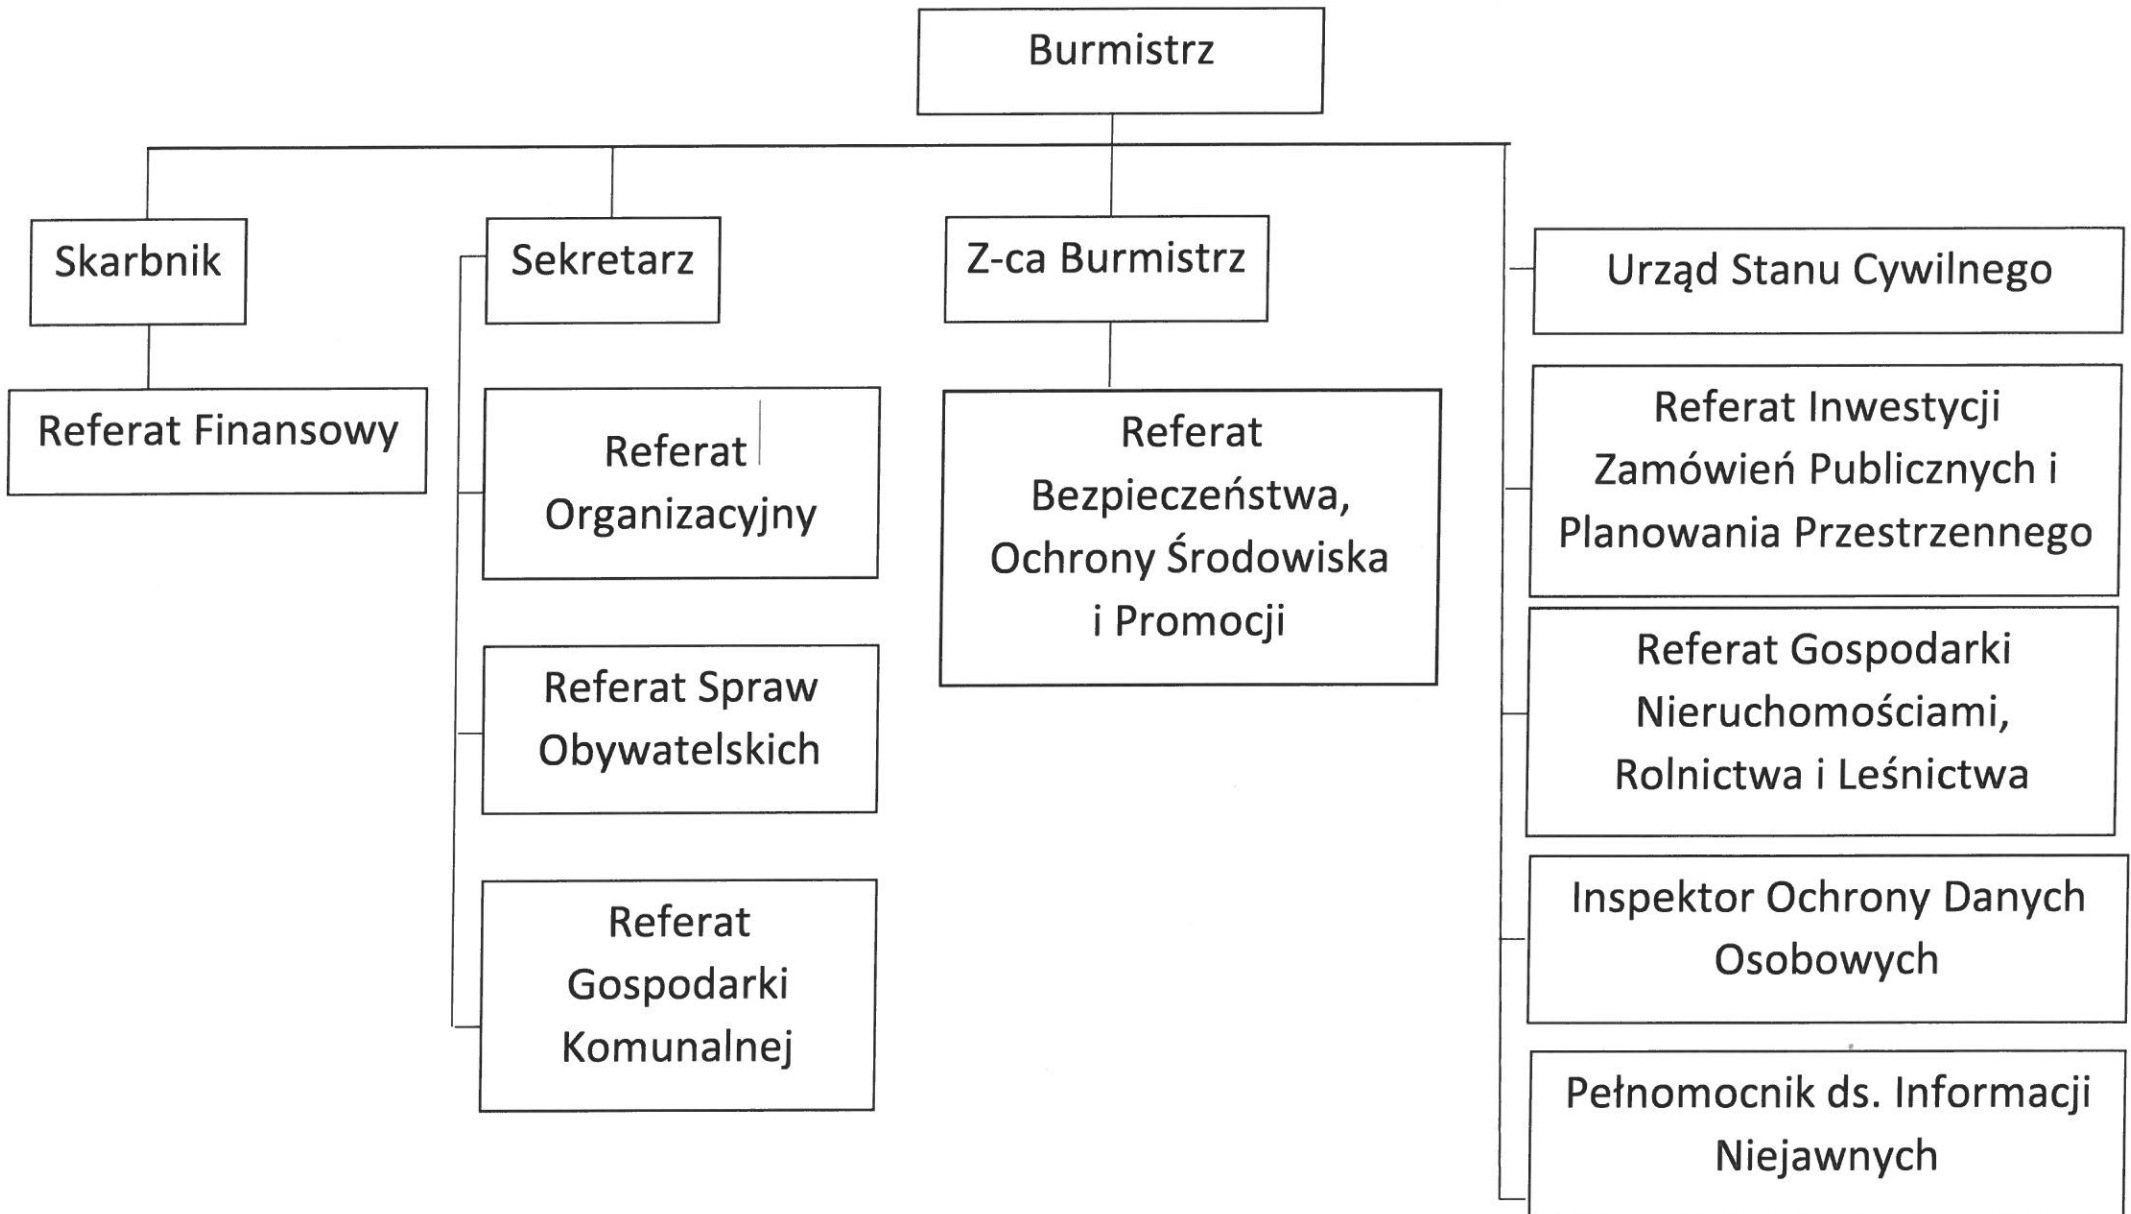 Burmistrz
Skarbnik
Sekretarz
Z-ca Burmistrz
Urząd Stanu Cywilnego
Referat Finansowy
Referat
Organizacyjny
Referat Spraw
Obywatelskich
Referat
Gospodarki
Komunalnej
Referat
Bezpieczeństwa,
Ochrony Środowiska
i Promocji
Referat Inwestycji
Zamówień Publicznych i
Planowania Przestrzennego
Referat Gospodarki
Nieruchomościami,
Rolnictwa i Leśnictwa
Inspektor Ochrony Danych
Osobowych
Pełnomocnik ds. Informacji
Niejawnych